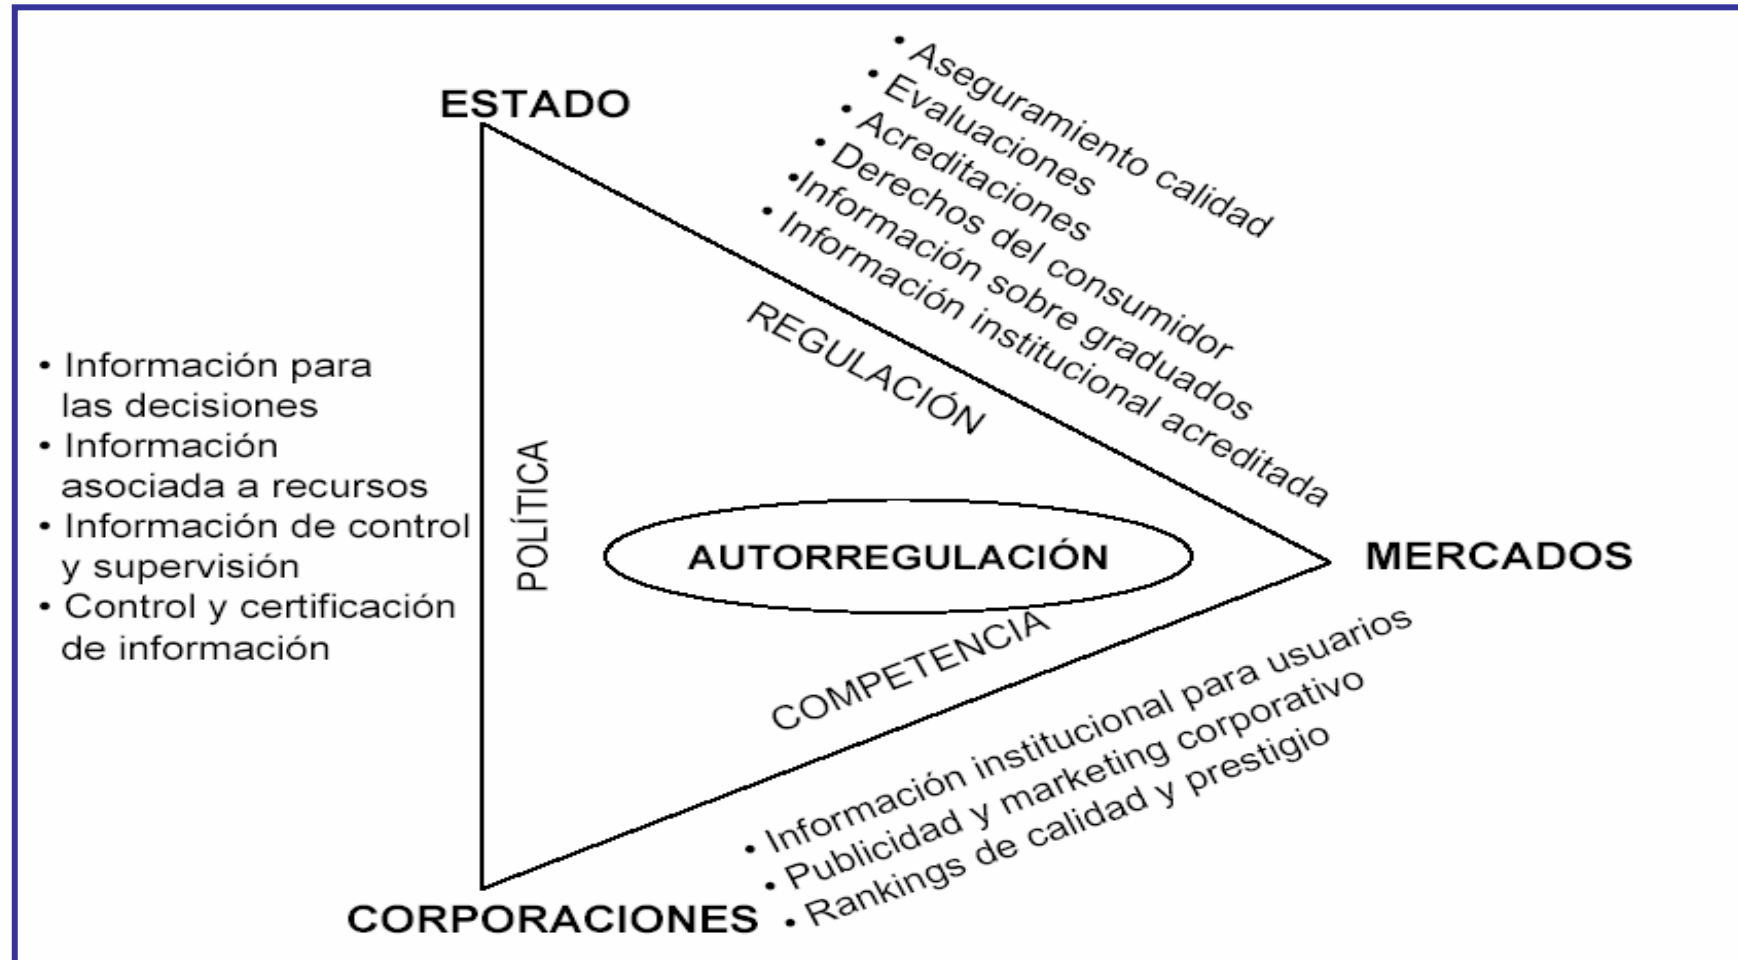 ESTADO
• Aseguramiento calidad
• Evaluaciones
• Acreditaciones
• Derechos del consumidor
•Información sobre graduados
• Información institucional acreditada
REGULACIÓN
• Información para
las decisiones
• Información
asociada a recursos
• Información de control
y supervisión
• Control y certificación
de información
POLÍTICA
AUTORREGULACIÓN
MERCADOS
COMPETENCIA
• Información institucional para usuarios
• Publicidad y marketing corporativo
• Rankings de calidad y prestigio
CORPORACIONES